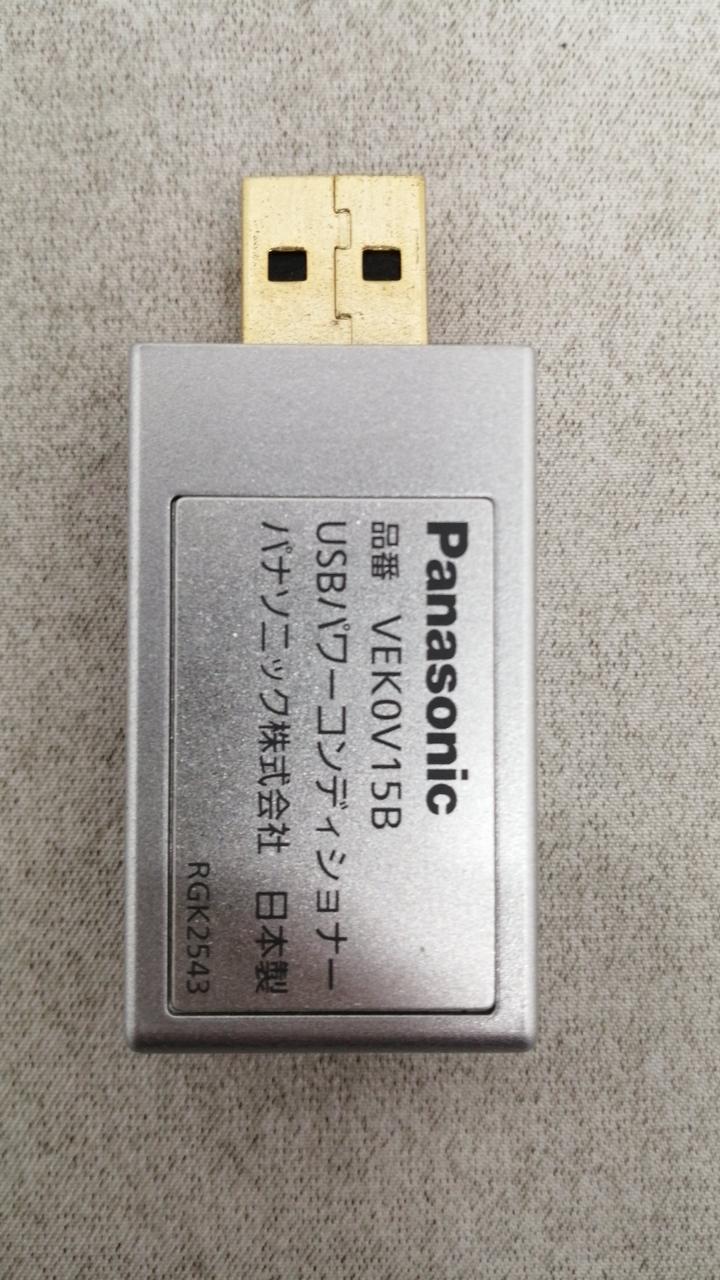 Panasonic
品番 VEK0V15B
USBパワーコンディショナー
パナソニック株式会社 日本製
RGK2543